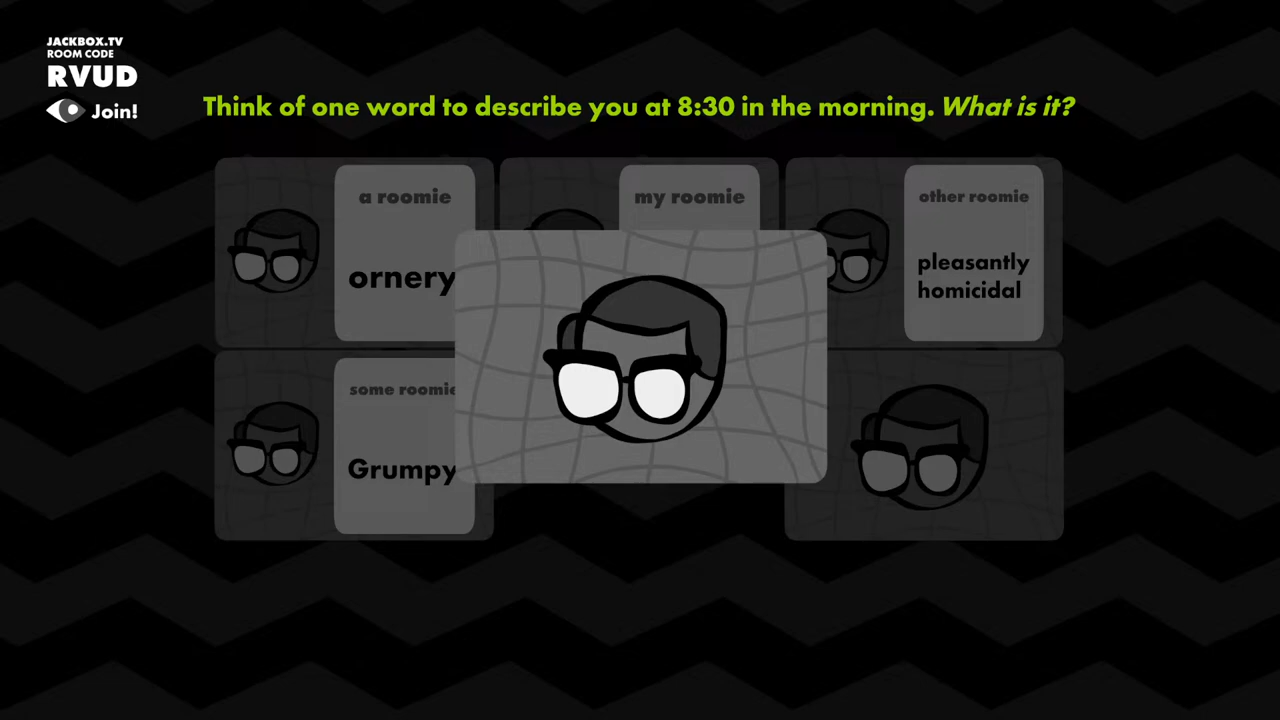 JACKBOX.TV
ROOM CODE
RVUD
Join!
Think of one word to describe you at 8:30 in the morning. What is it?
a roomie
ornery
my roomie
other roomie
pleasantly
homicidal
some roomie
Grumpy